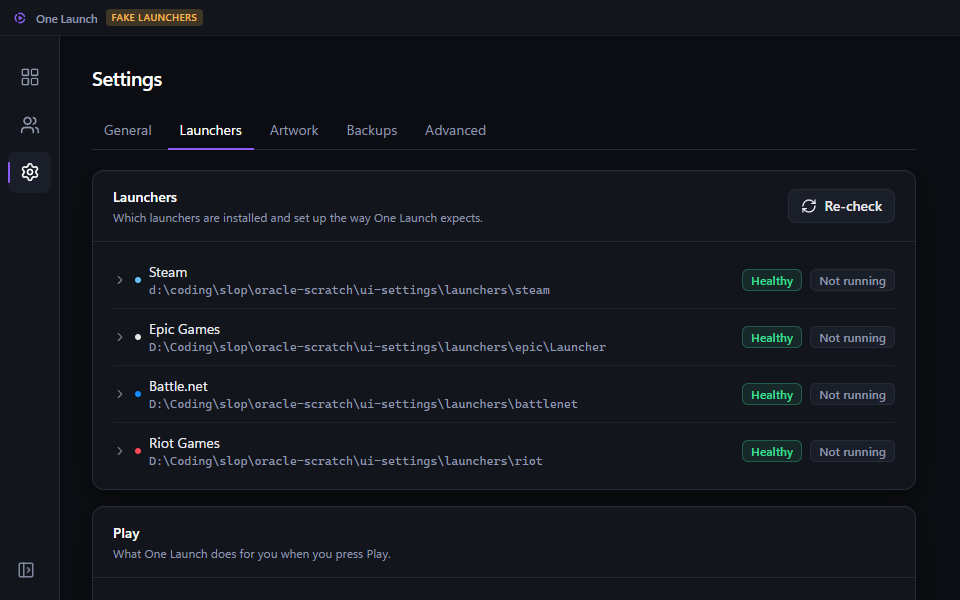 One Launch FAKE LAUNCHERS
Settings
General Launchers Artwork Backups Advanced
Launchers
Which launchers are installed and set up the way One Launch expects.
Re-check
Steam
d:\coding\slop\oracle-scratch\ui-settings\launchers\steam
Healthy Not running
Epic Games
D:\Coding\slop\oracle-scratch\ui-settings\launchers\epic\Launcher
Healthy Not running
Battle.net
D:\Coding\slop\oracle-scratch\ui-settings\launchers\battlenet
Healthy Not running
Riot Games
D:\Coding\slop\oracle-scratch\ui-settings\launchers\riot
Healthy Not running
Play
What One Launch does for you when you press Play.